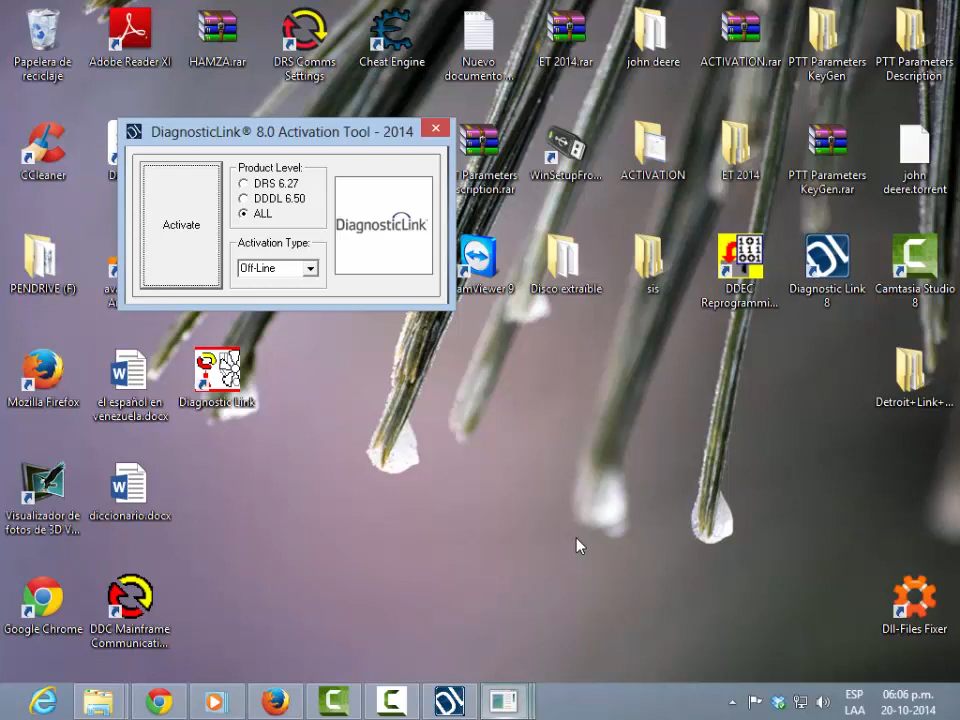 Papelera de
reciclaje
Adobe Reader XI
HAMZA.rar
DRS Comms
Settings
Cheat Engine
Nuevo
documento...
ET 2014.rar
john deere
ACTIVATION.rar
PTT Parameters
KeyGen
PTT Parameters
Description
DiagnosticLink® 8.0 Activation Tool - 2014
Activate
Product Level:
DRS 6.27
DDDL 6.50
ALL
Activation Type:
Off-Line
DiagnosticLink
CCleaner
Parameters
ription.rar
WinSetupFro...
ACTIVATION
ET 2014
PTT Parameters
KeyGen.rar
john
deere.torrent
PENDRIVE (F)
amViewer 9
Disco extraible
sis
101
111
001
DDEC
Reprogrammi...
Diagnostic Link
8
Camtasia Studio
8
Mozilla Firefox
el español en
venezuela.docx
Diagnostic Link
Detroit+Link+...
Visualizador de
fotos de 3D V...
diccionario.docx
Google Chrome
DDC Mainframe
Communicati...
Dll-Files Fixer
ESP
LAA
06:06 p.m.
20-10-2014